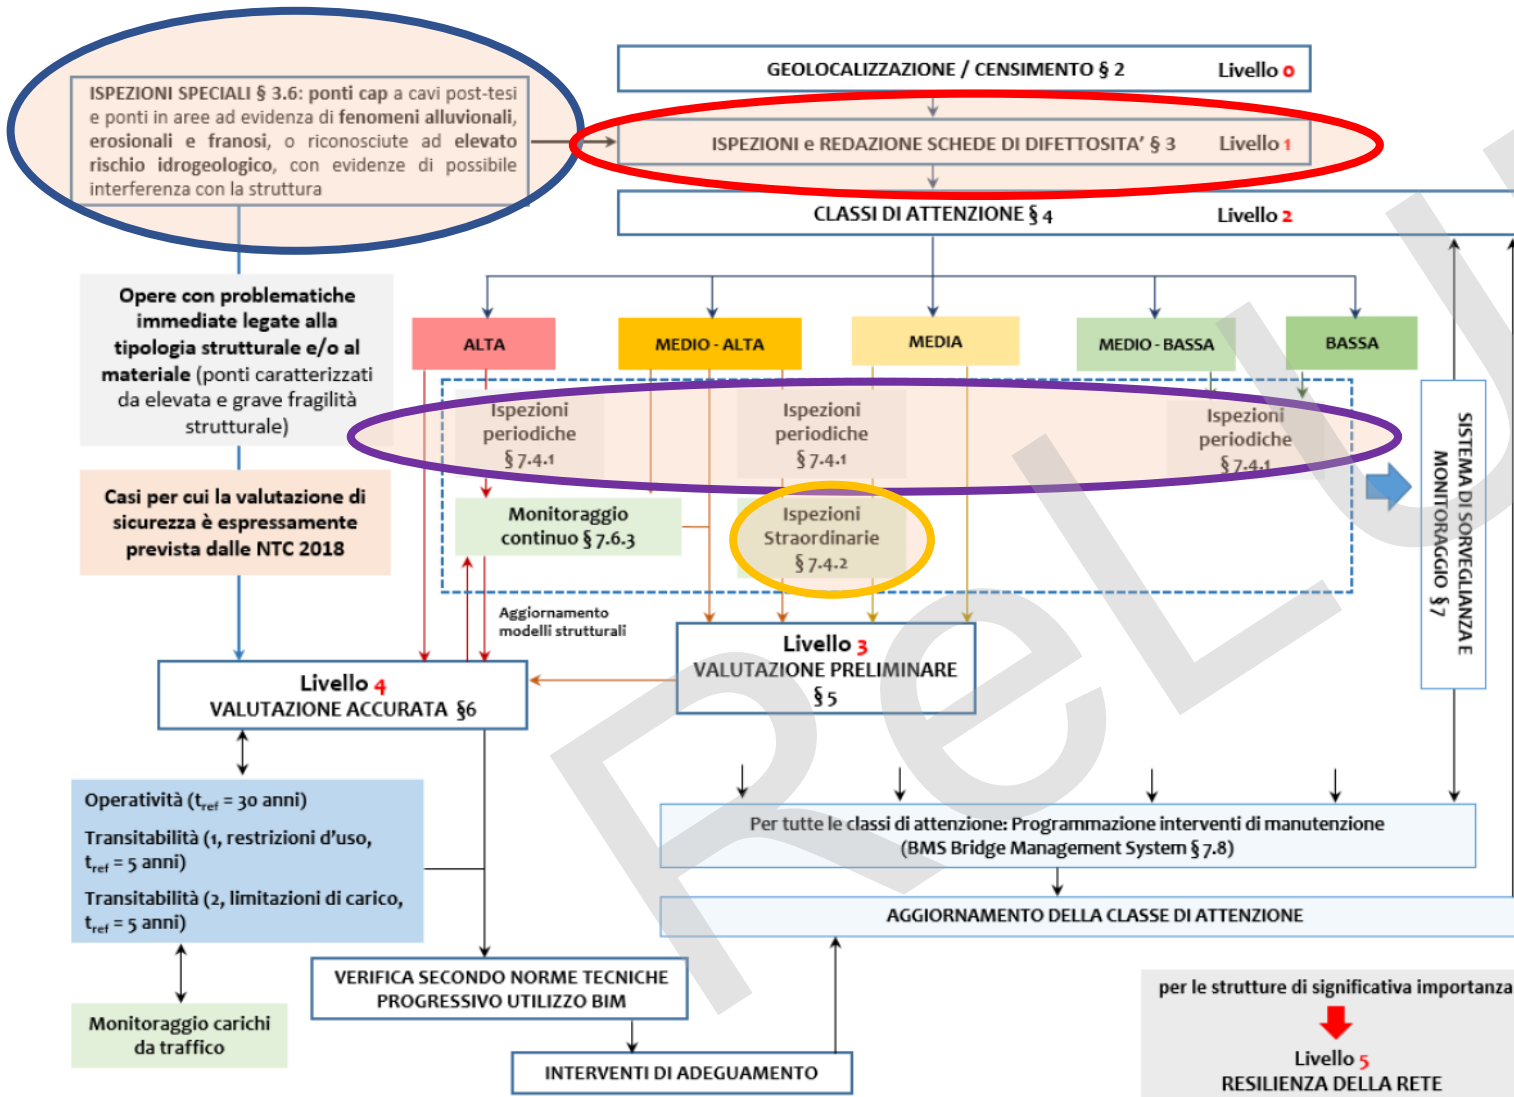 GEOLOCALIZZAZIONE / CENSIMENTO § 2 Livello 0
ISPEZIONI SPECIALI § 3.6: ponti cap a cavi post-tesi
e ponti in aree ad evidenza di fenomeni alluvionali,
erosionali e franosi, o riconosciute ad elevato
rischio idrogeologico, con evidenze di possibile
interferenza con la struttura
ISPEZIONI e REDAZIONE SCHEDE DI DIFETTOSITA’ § 3 Livello 1
CLASSI DI ATTENZIONE § 4 Livello 2
Opere con problematiche
immediate legate alla
tipologia strutturale e/o al
materiale (ponti caratterizzati
da elevata e grave fragilità
strutturale)
ALTA
MEDIO - ALTA
MEDIA
MEDIO - BASSA
BASSA
Ispezioni
periodiche
§ 7.4.1
Ispezioni
periodiche
§ 7.4.1
Ispezioni
periodiche
§ 7.4.1
SISTEMA DI SORVEGLIANZA E
MONITORAGGIO § 7
Casi per cui la valutazione di
sicurezza è espressamente
prevista dalle NTC 2018
Monitoraggio
continuo § 7.6.3
Ispezioni
Straordinarie
§ 7.4.2
Aggiornamento
modelli strutturali
Livello 3
VALUTAZIONE PRELIMINARE
§ 5
Livello 4
VALUTAZIONE ACCURATA §6
Operatività (tref = 30 anni)
Transitabilità (1, restrizioni d’uso,
tref = 5 anni)
Transitabilità (2, limitazioni di carico,
tref = 5 anni)
Per tutte le classi di attenzione: Programmazione interventi di manutenzione
(BMS Bridge Management System § 7.8)
AGGIORNAMENTO DELLA CLASSE DI ATTENZIONE
VERIFICA SECONDO NORME TECNICHE
PROGRESSIVO UTILIZZO BIM
Monitoraggio carichi
da traffico
INTERVENTI DI ADEGUAMENTO
per le strutture di significativa importanza
Livello 5
RESILIENZA DELLA RETE
ReLU